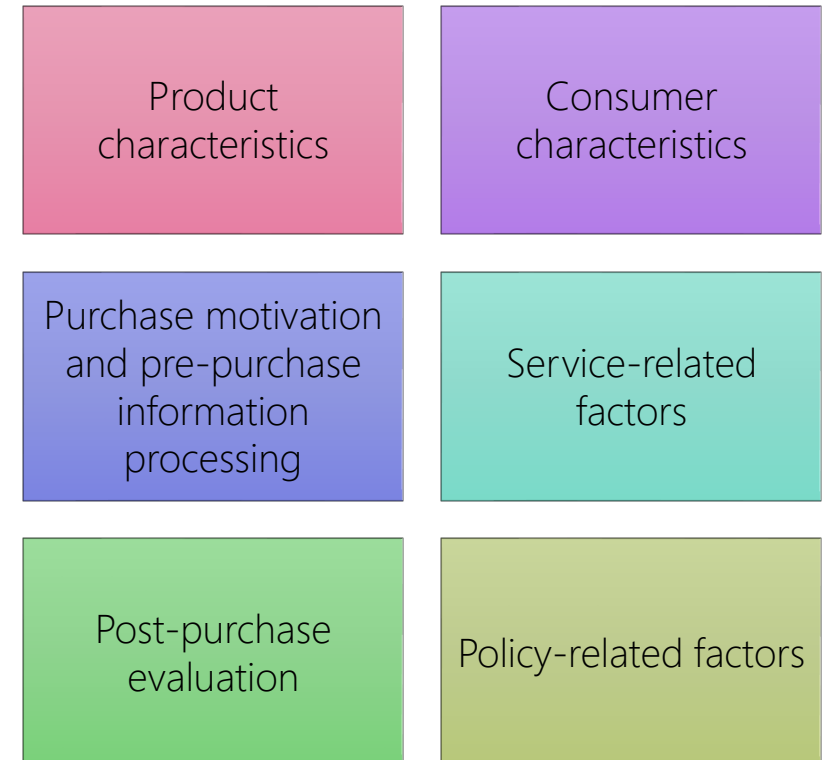 Product
characteristics
Consumer
characteristics
Purchase motivation
and pre-purchase
information
processing
Service-related
factors
Post-purchase
evaluation
Policy-related factors